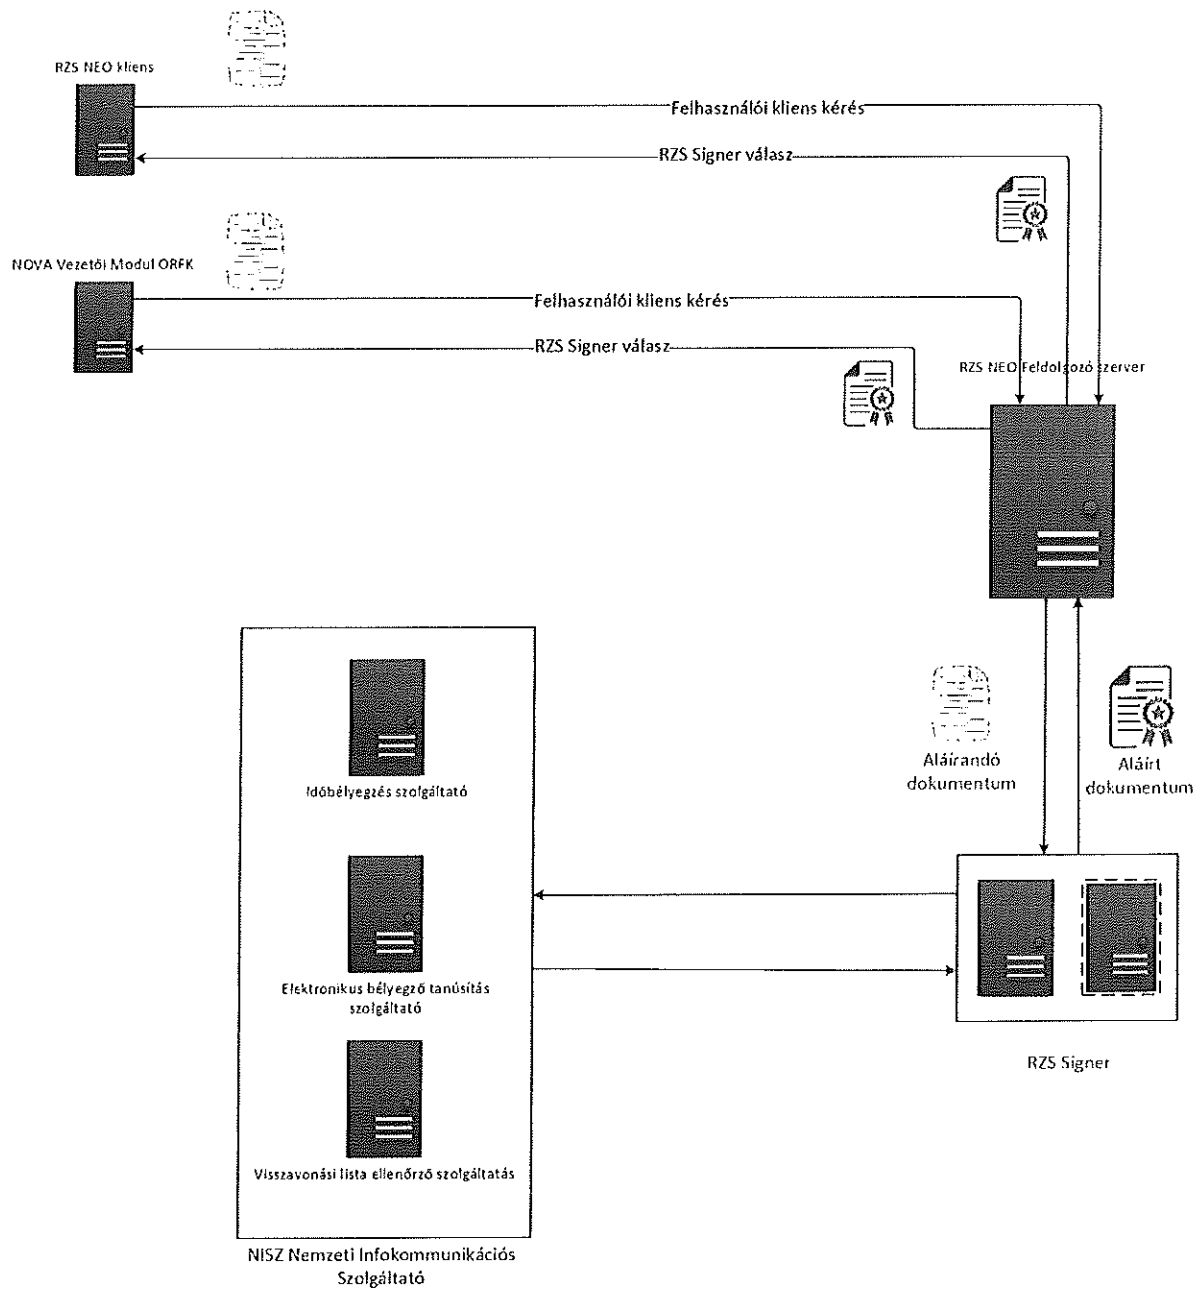 RZS NEO kliens
Felhasználói kliens kérés
RZS Signer válasz
NOVA Vezetői Modul ORFK
Felhasználói kliens kérés
RZS Signer válasz
RZS NEO Feldolgozó szerver
Aláírandó
dokumentum
Aláírt
dokumentum
Időbélyegzés szolgáltató
Elektronikus bélyegző tanúsítás
szolgáltató
RZS Signer
Visszavonási lista ellenőrző szolgáltatás
NISZ Nemzeti Infokommunikációs
Szolgáltató